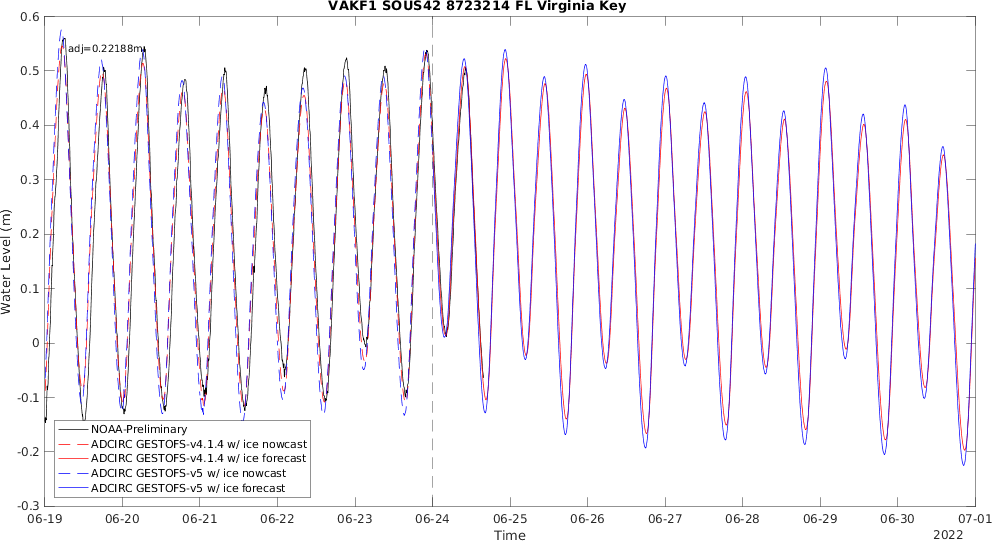 VAKF1 SOUS42 8723214 FL Virginia Key
adj=0.22188m
Water Level (m)
0.6
0.5
0.4
0.3
0.2
0.1
0
-0.1
-0.2
-0.3
NOAA-Preliminary
ADCIRC GESTOFS-v4.1.4 w/ ice nowcast
ADCIRC GESTOFS-v4.1.4 w/ ice forecast
ADCIRC GESTOFS-v5 w/ ice nowcast
ADCIRC GESTOFS-v5 w/ ice forecast
06-19 06-20 06-21 06-22 06-23 06-24 06-25 06-26 06-27 06-28 06-29 06-30 07-01
Time
2022